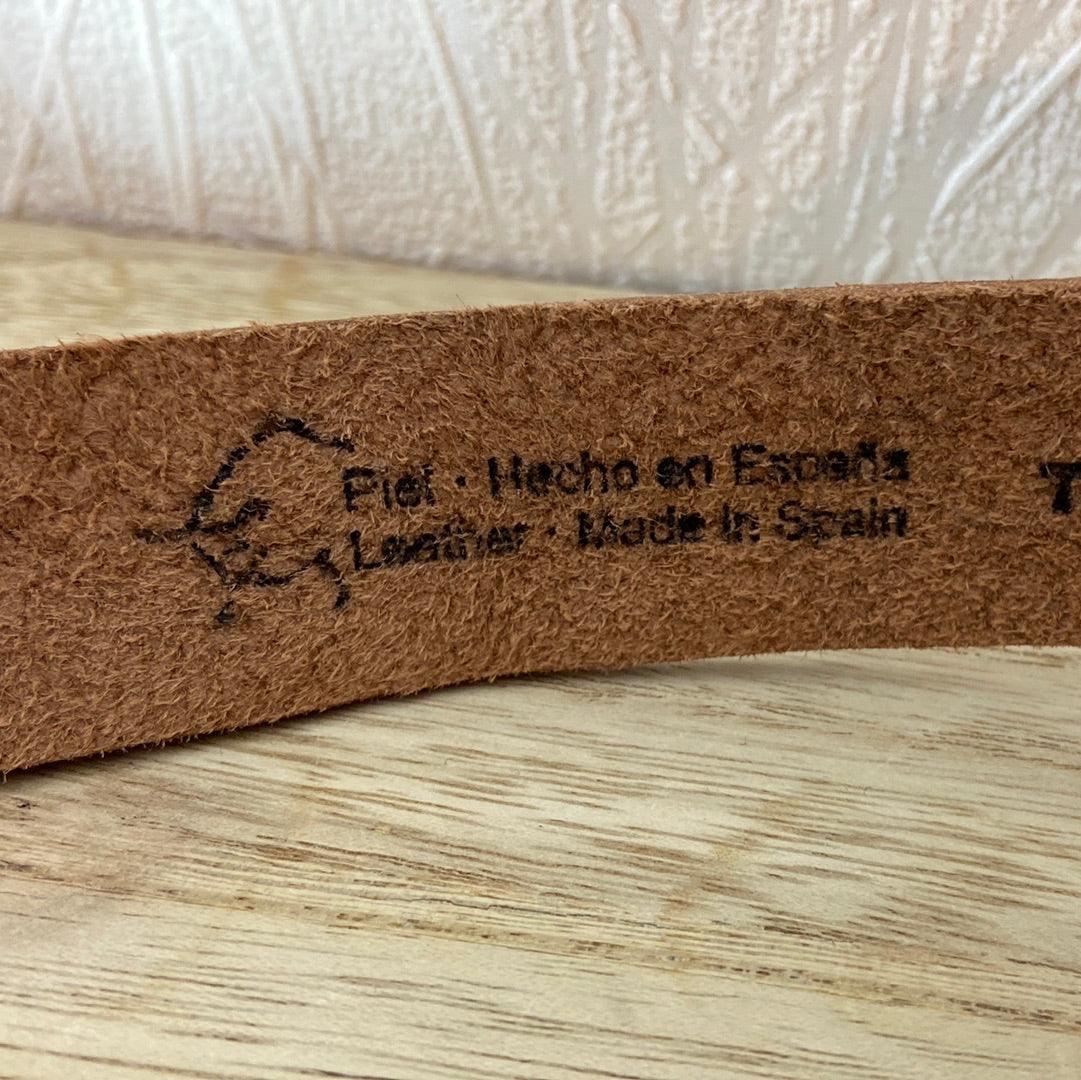 Piel · Hecho en España
Leather · Made in Spain
T